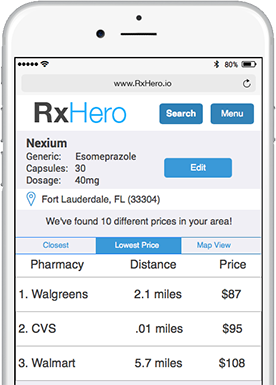 80%
www.RxHero.io
RxHero
Search
Menu
Nexium
Generic: Esomeprazole
Capsules: 30
Dosage: 40mg
Edit
Fort Lauderdale, FL (33304)
We've found 10 different prices in your area!
Closest Lowest Price Map View
Pharmacy Distance Price
1. Walgreens 2.1 miles $87
2. CVS .01 miles $95
3. Walmart 5.7 miles $108